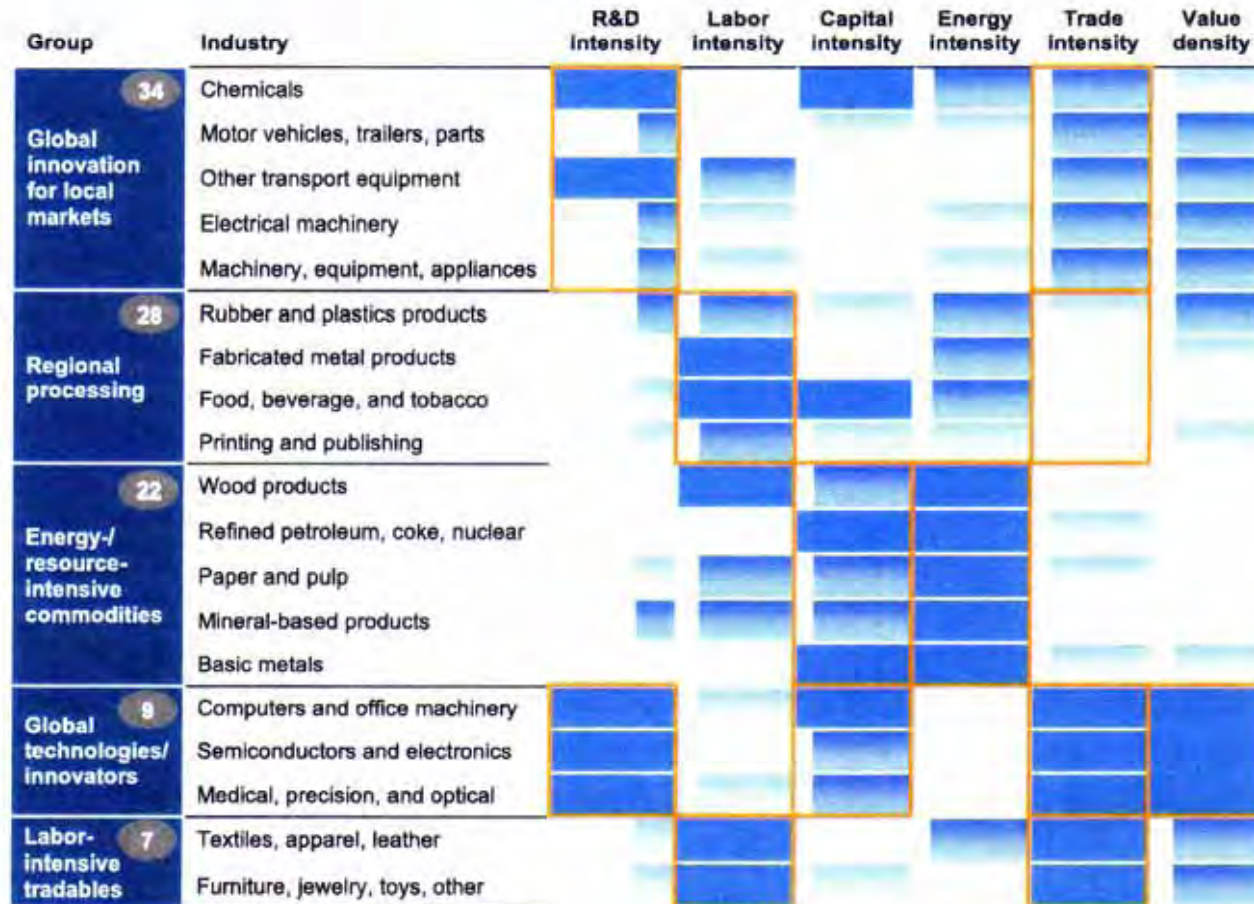 Group
Industry
R&D
intensity
Labor
intensity
Capital
intensity
Energy
intensity
Trade
intensity
Value
density
34
Global
innovation
for local
markets
Chemicals
Motor vehicles, trailers, parts
Other transport equipment
Electrical machinery
Machinery, equipment, appliances
28
Regional
processing
Rubber and plastics products
Fabricated metal products
Food, beverage, and tobacco
Printing and publishing
22
Energy-/
resource-
intensive
commodities
Wood products
Refined petroleum, coke, nuclear
Paper and pulp
Mineral-based products
Basic metals
9
Global
technologies/
innovators
Computers and office machinery
Semiconductors and electronics
Medical, precision, and optical
7
Labor-
intensive
tradables
Textiles, apparel, leather
Furniture, jewelry, toys, other